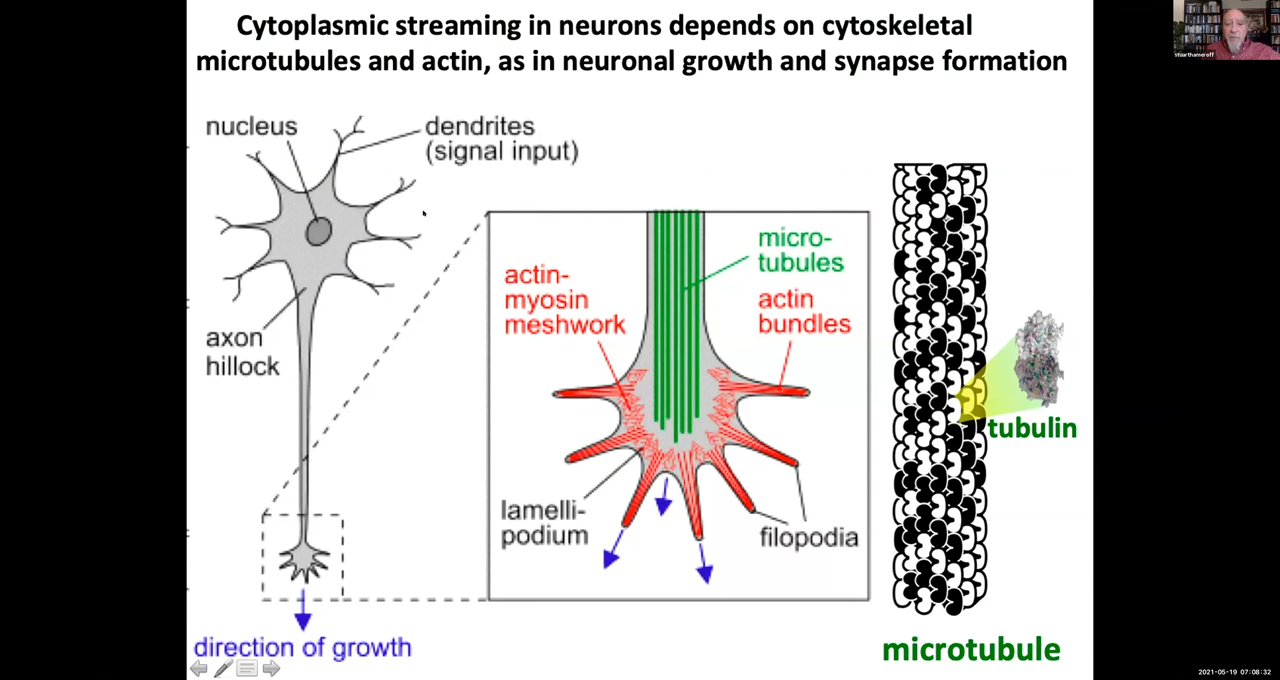 Cytoplasmic streaming in neurons depends on cytoskeletal
microtubules and actin, as in neuronal growth and synapse formation
stuarthameroff
nucleus
dendrites
(signal input)
axon
hillock
direction of growth
micro-
tubules
actin-
myosin
meshwork
actin
bundles
lamelli-
podium
filopodia
tubulin
microtubule
2021-05-19 07:08:32